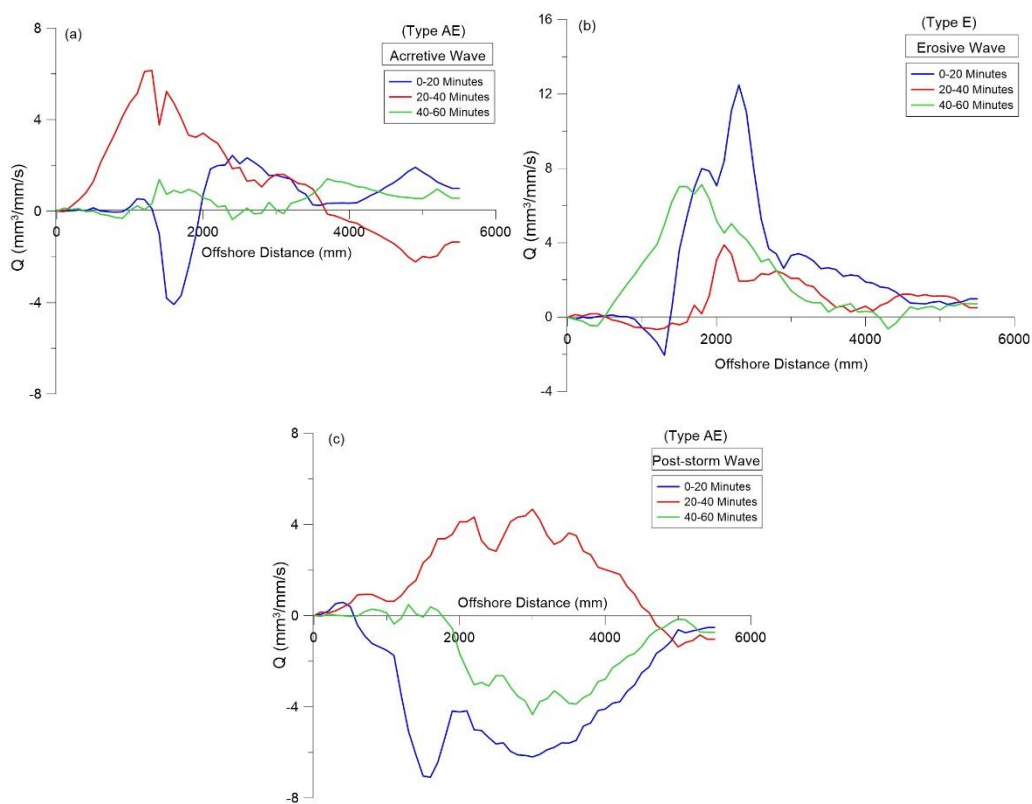 (a)
(Type AE)
Acrretive Wave
0-20 Minutes
20-40 Minutes
40-60 Minutes
8
4
0
-4
-8
Q (mm³/mm/s)
0
2000
4000
6000
Offshore Distance (mm)
(b)
(Type E)
Erosive Wave
0-20 Minutes
20-40 Minutes
40-60 Minutes
16
12
8
4
0
-4
Q (mm³/mm/s)
0
2000
4000
6000
Offshore Distance (mm)
(c)
(Type AE)
Post-storm Wave
0-20 Minutes
20-40 Minutes
40-60 Minutes
8
4
0
-4
-8
Q (mm³/mm/s)
Offshore Distance (mm)
0
2000
4000
6000